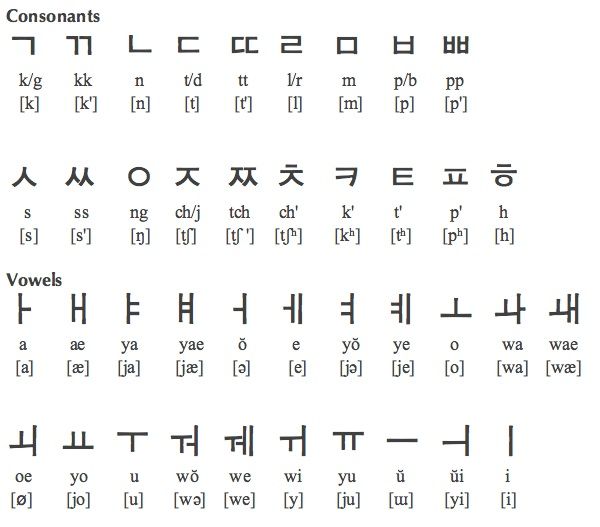 Consonants
ㄱ ㄲ ㄴ ㄷ ㄸ ㄹ ㅁ ㅂ ㅃ
k/g kk n t/d tt l/r m p/b pp
[k] [k'] [n] [t] [t'] [l] [m] [p] [p']
ㅅ ㅆ ㅇ ㅈ ㅉ ㅊ ㅋ ㅌ ㅍ ㅎ
s ss ng ch/j tch ch' k' t' p' h
[s] [s'] [ŋ] [tʃ] [tʃ '] [tʃʰ] [kʰ] [tʰ] [pʰ] [h]
Vowels
ㅏ ㅐ ㅑ ㅒ ㅓ ㅔ ㅕ ㅖ ㅗ ㅘ ㅙ
a ae ya yae ŏ e yŏ ye o wa wae
[a] [æ] [ja] [jæ] [ə] [e] [jə] [je] [o] [wa] [wæ]
ㅚ ㅛ ㅜ ㅝ ㅞ ㅟ ㅠ ㅡ ㅢ ㅣ
oe yo u wŏ we wi yu ŭ ŭi i
[ø] [jo] [u] [wə] [we] [y] [ju] [ɯ] [yi] [i]